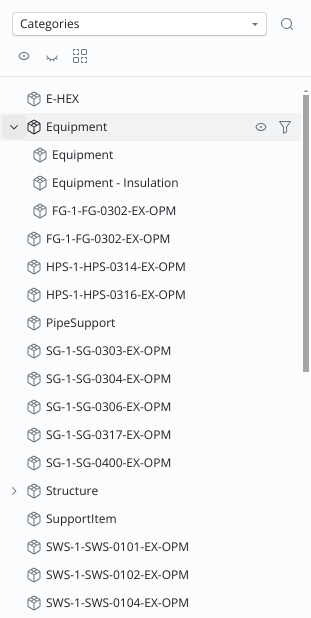 Categories
E-HEX
Equipment
Equipment
Equipment - Insulation
FG-1-FG-0302-EX-OPM
FG-1-FG-0302-EX-OPM
HPS-1-HPS-0314-EX-OPM
HPS-1-HPS-0316-EX-OPM
PipeSupport
SG-1-SG-0303-EX-OPM
SG-1-SG-0304-EX-OPM
SG-1-SG-0306-EX-OPM
SG-1-SG-0317-EX-OPM
SG-1-SG-0400-EX-OPM
Structure
SupportItem
SWS-1-SWS-0101-EX-OPM
SWS-1-SWS-0102-EX-OPM
SWS-1-SWS-0104-EX-OPM